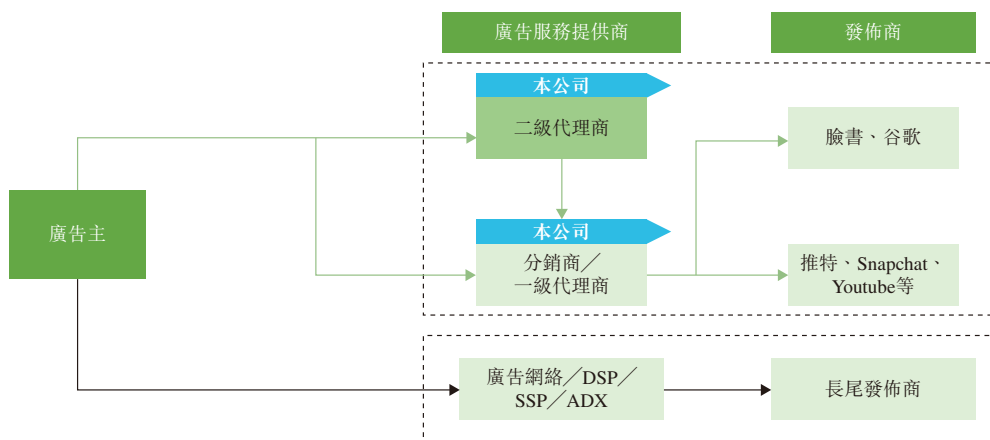 廣告服務提供商
發佈商
本公司
二級代理商
臉書、谷歌
廣告主
本公司
分銷商／
一級代理商
推特、Snapchat、
Youtube等
廣告網絡／DSP／
SSP／ADX
長尾發佈商